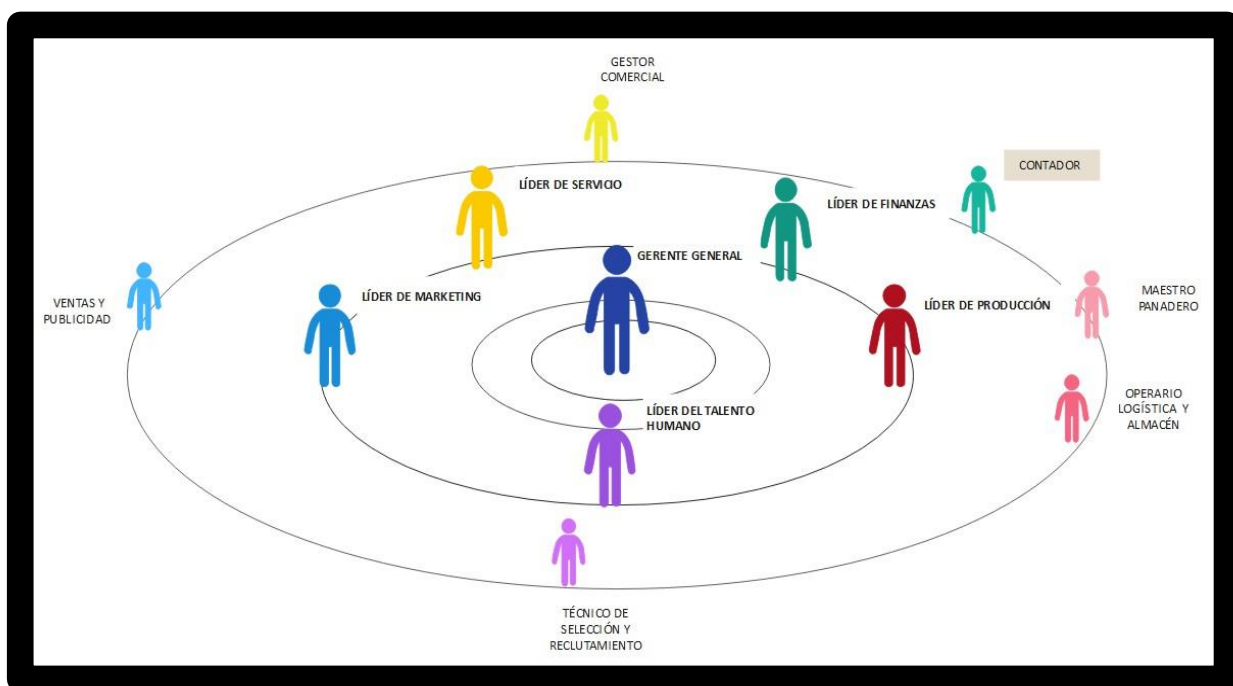 GESTOR
COMERCIAL
CONTADOR
LÍDER DE SERVICIO
LÍDER DE FINANZAS
GERENTE GENERAL
VENTAS Y
PUBLICIDAD
LÍDER DE MARKETING
LÍDER DE PRODUCCIÓN
MAESTRO
PANADERO
OPERARIO
LOGÍSTICA Y
ALMACÉN
LÍDER DEL TALENTO
HUMANO
TÉCNICO DE
SELECCIÓN Y
RECLUTAMIENTO